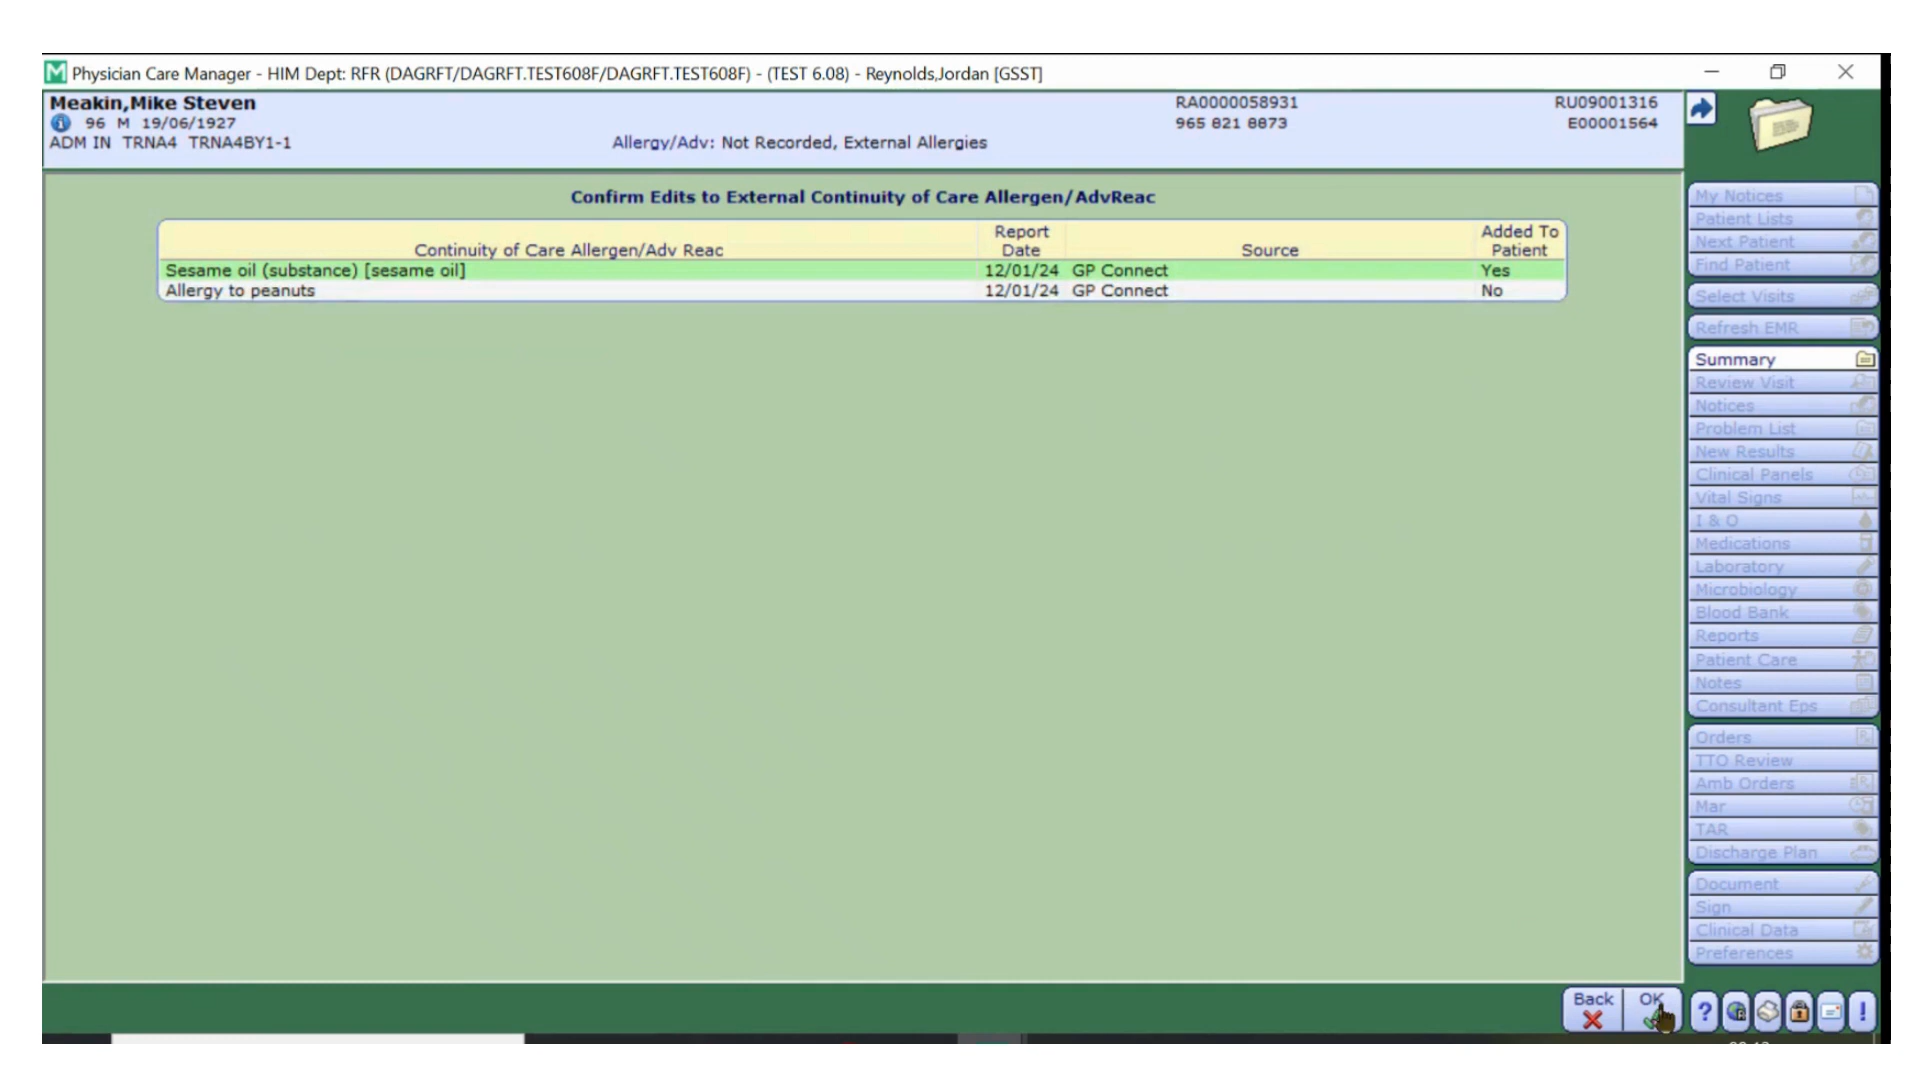 Physician Care Manager - HIM Dept: RFR (DAGRFT/DAGRFT.TEST608F/DAGRFT.TEST608F) - (TEST 6.08) - Reynolds,Jordan [GSST]
Meakin,Mike Steven RA0000058931 RU09001316
96 M 19/06/1927 965 821 8873 E00001564
ADM IN TRNA4 TRNA4BY1-1 Allergy/Adv: Not Recorded, External Allergies
Confirm Edits to External Continuity of Care Allergen/AdvReac
Continuity of Care Allergen/Adv Reac Report Date Source Added To Patient
Sesame oil (substance) [sesame oil] 12/01/24 GP Connect Yes
Allergy to peanuts 12/01/24 GP Connect No
My Notices
Patient Lists
Next Patient
Find Patient
Select Visits
Refresh EMR
Summary
Review Visit
Notices
Problem List
New Results
Clinical Panels
Vital Signs
I & O
Medications
Laboratory
Microbiology
Blood Bank
Reports
Patient Care
Notes
Consultant Eps
Orders
TTO Review
Amb Orders
Mar
TAR
Discharge Plan
Document
Sign
Clinical Data
Preferences
Back OK